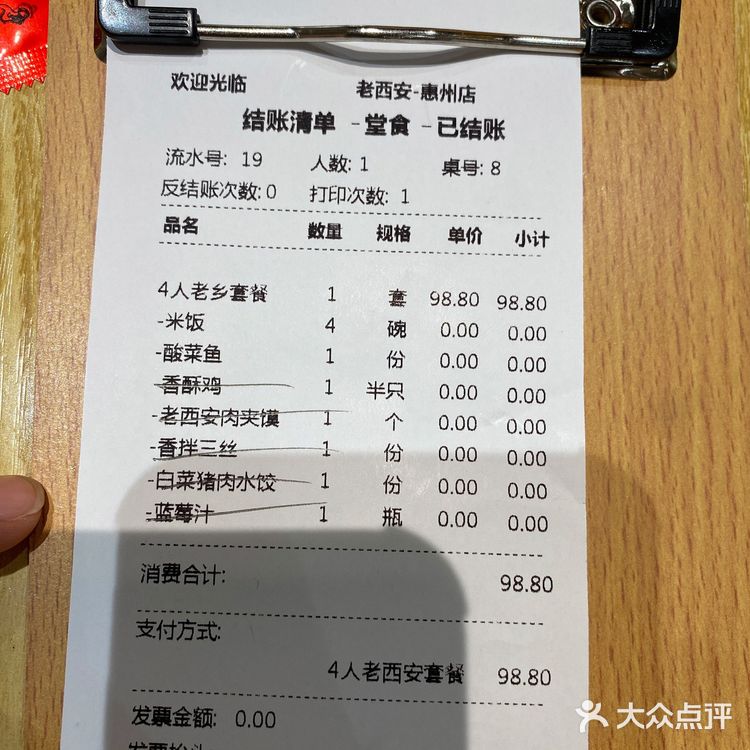 欢迎光临 老西安-惠州店
结账清单 -堂食 -已结账
流水号: 19 人数: 1 桌号: 8
反结账次数: 0 打印次数: 1
品名 数量 规格 单价 小计
4人老乡套餐 1 套 98.80 98.80
-米饭 4 碗 0.00 0.00
-酸菜鱼 1 份 0.00 0.00
-香酥鸡 1 半只 0.00 0.00
-老西安肉夹馍 1 个 0.00 0.00
-香拌三丝 1 份 0.00 0.00
-白菜猪肉水饺 1 份 0.00 0.00
-蓝莓汁 1 瓶 0.00 0.00
消费合计: 98.80
支付方式:
4人老西安套餐 98.80
发票金额: 0.00
大众点评